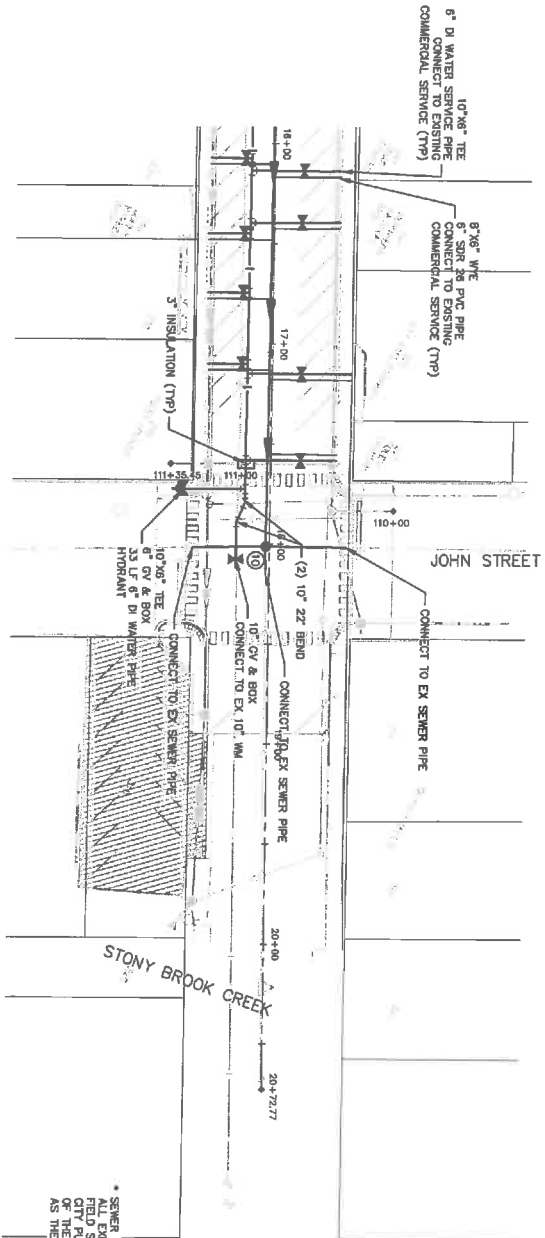 10"X6" TEE
6" DI WATER SERVICE PIPE
CONNECT TO EXISTING
COMMERCIAL SERVICE (TYP)
8"X6" WYE
6" SDR 26 PVC PIPE
CONNECT TO EXISTING
COMMERCIAL SERVICE (TYP)
16+00
17+00
3" INSULATION (TYP)
111+35.45
111+00
110+00
JOHN STREET
10
(2) 10" 22° BEND
CONNECT TO EX SEWER PIPE
CONNECT TO EX SEWER PIPE
10" GV & BOX
CONNECT TO EX 10" WM
CONNECT TO EX SEWER PIPE
10"X6" TEE
6" GV & BOX
33 LF 6" DI WATER PIPE
HYDRANT
19+00
20+00
20+72.77
STONY BROOK CREEK
* SEWER
ALL EX
FIELD S
CITY PU
OF THE
AS THE